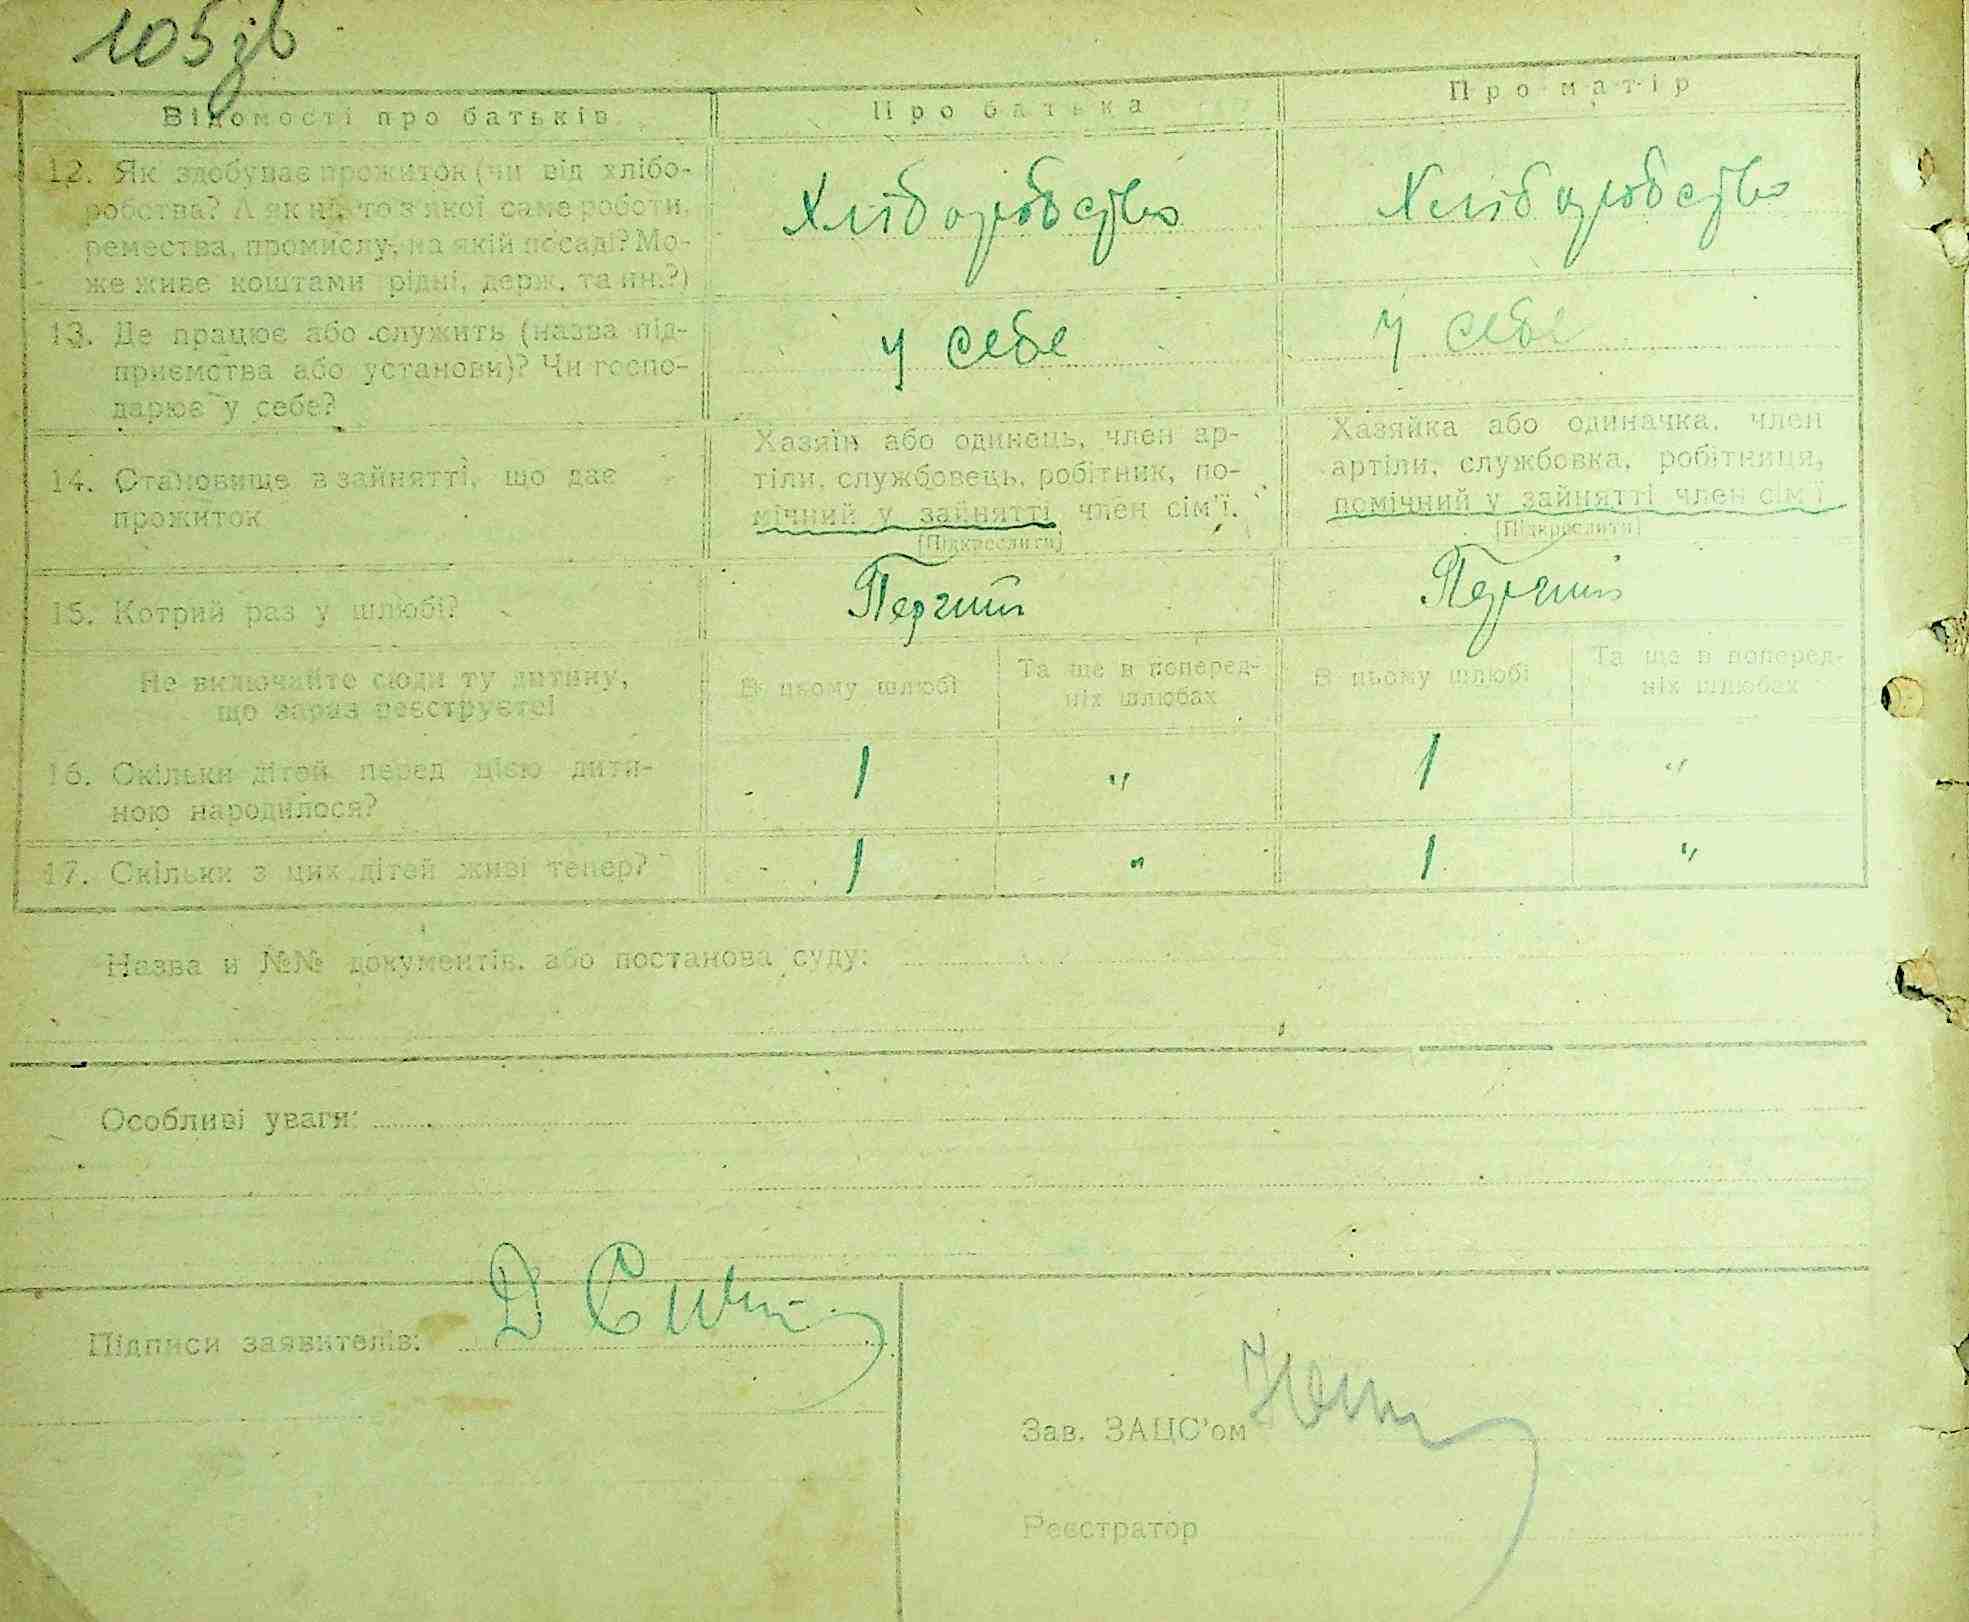 105 зв
Відомості про батьків
Про батька
Про матір
12. Як здобуває прожиток (чи від хлібо-
робства? А як ні, то з якої саме роботи,
ремества, промислу, на якій посаді? Мо-
же живе коштами рідні, держ. та ин.?)
Хліборобство
Хліборобство
13. Де працює або служить (назва під-
приємства або установи)? Чи госпо-
дарює у себе?
У себе
У себе
14. Становище в зайнятті, що дає
прожиток
Хазяїн або одинець, член ар-
тіли, службовець, робітник, по-
мічний у зайнятті член сім'ї.
(Підкреслити)
Хазяйка або одиначка, член
артіли, службовка, робітниця,
помічний у зайнятті член сім'ї
(Підкреслити)
15. Котрий раз у шлюбі?
Перчий
Перчий
Не включайте сюди ту дитину,
що зараз реєструєте!
В цьому шлюбі
Та ще в поперед-
ніх шлюбах
В цьому шлюбі
Та ще в поперед-
ніх шлюбах
16. Скільки дітей перед цією дити-
ною народилося?
1 " 1 "
17. Скільки з цих дітей живі тепер?
1 " 1 "
Назва и №№ документів, або постанова суду:
Особливі уваги:
Підписи заявителів: Д
Зав. ЗАЦС'ом
Реєстратор